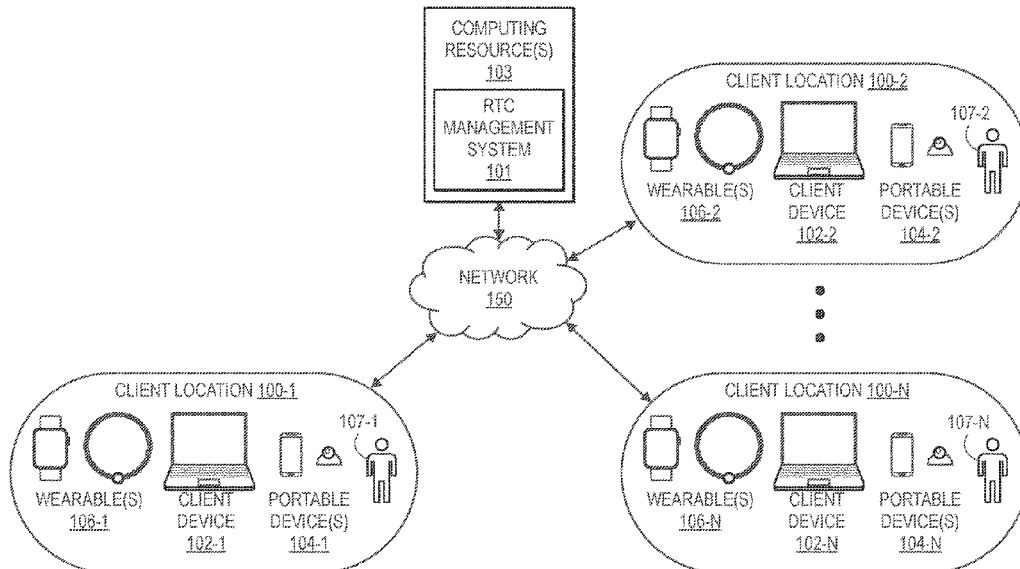 COMPUTING
RESOURCE(S)
103
RTC
MANAGEMENT
SYSTEM
101
CLIENT LOCATION 100-2
107-2
WEARABLE(S)
106-2
CLIENT
DEVICE
102-2
PORTABLE
DEVICE(S)
104-2
NETWORK
150
CLIENT LOCATION 100-1
107-1
WEARABLE(S)
106-1
CLIENT
DEVICE
102-1
PORTABLE
DEVICE(S)
104-1
CLIENT LOCATION 100-N
107-N
WEARABLE(S)
106-N
CLIENT
DEVICE
102-N
PORTABLE
DEVICE(S)
104-N